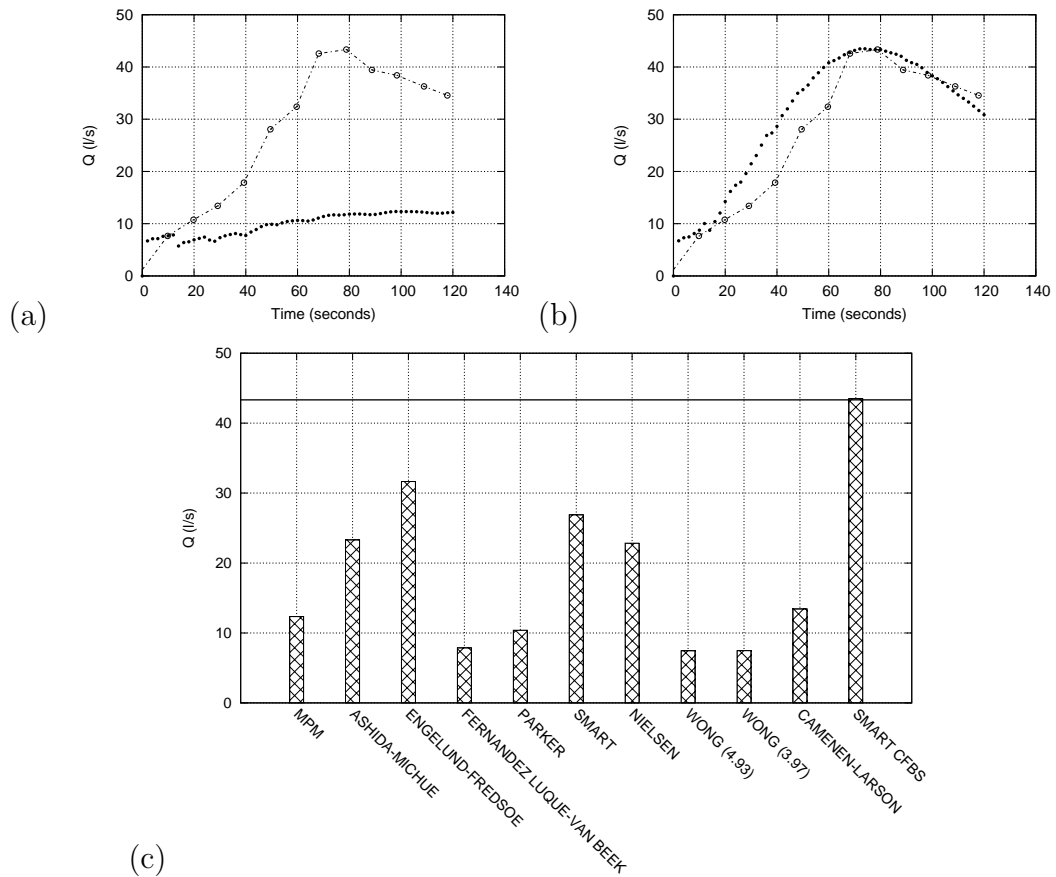 50
40
30
20
10
0
Q (l/s)
0 20 40 60 80 100 120 140
Time (seconds)
(a)
50
40
30
20
10
0
Q (l/s)
0 20 40 60 80 100 120 140
Time (seconds)
(b)
50
40
30
20
10
0
Q (l/s)
MPM
ASHIDA-MICHUE
ENGELUND-FREDSOE
FERNANDEZ LUQUE-VAN BEEK
PARKER
SMART
NIELSEN
WONG (4.93)
WONG (3.97)
CAMENEN-LARSON
SMART CFBS
(c)